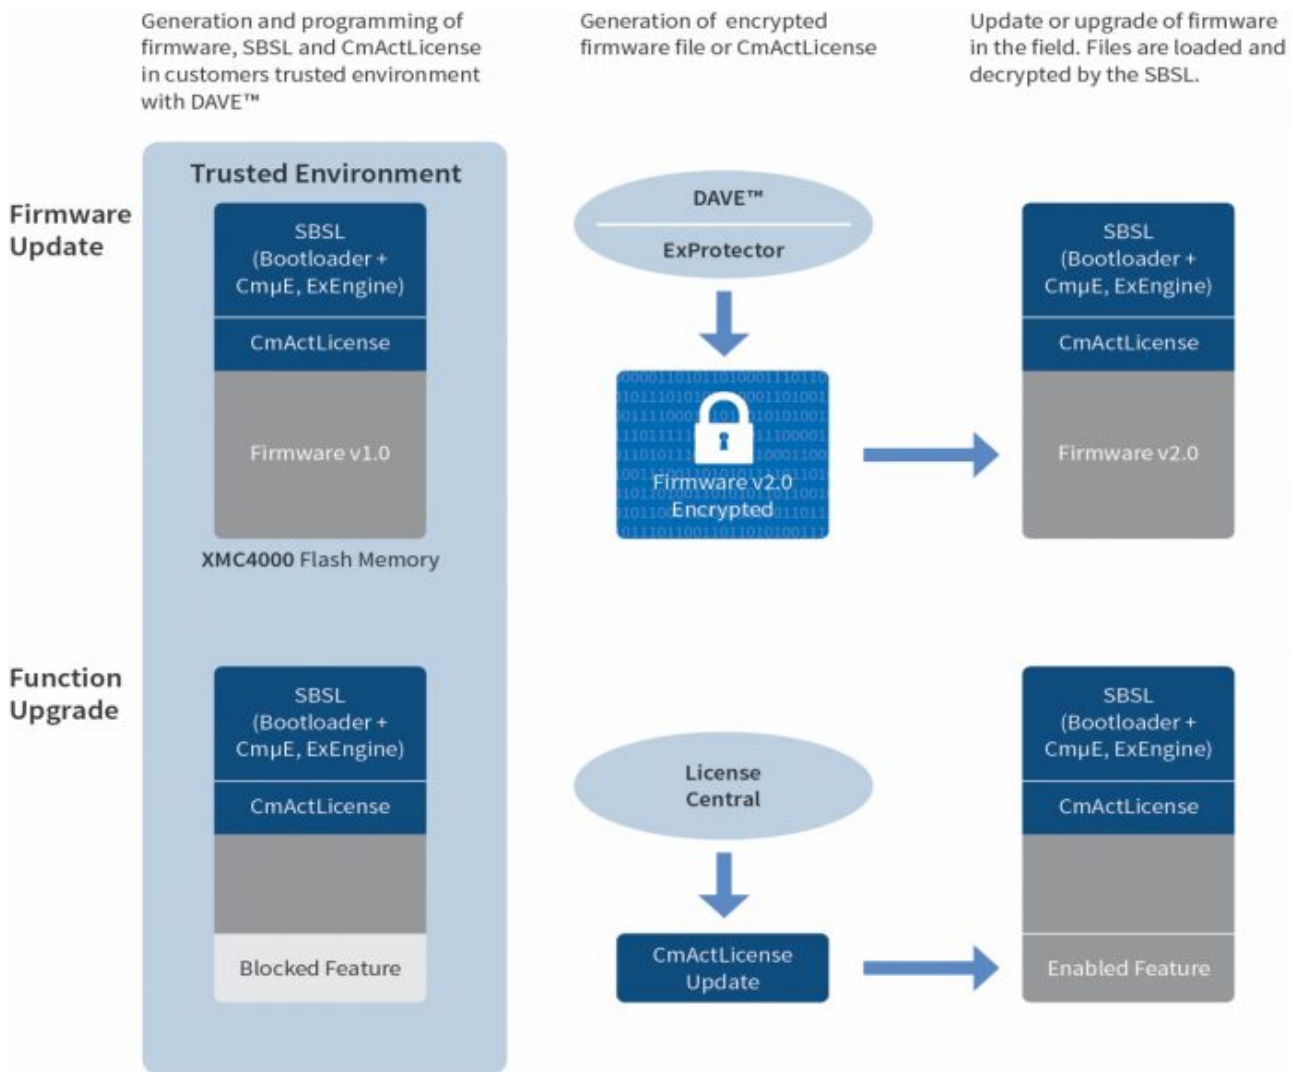 Generation and programming of
firmware, SBSL and CmActLicense
in customers trusted environment
with DAVE™
Generation of encrypted
firmware file or CmActLicense
Update or upgrade of firmware
in the field. Files are loaded and
decrypted by the SBSL.
Firmware
Update
Trusted Environment
SBSL
(Bootloader +
CmµE, ExEngine)
CmActLicense
Firmware v1.0
XMC4000 Flash Memory
DAVE™
ExProtector
Firmware v2.0
Encrypted
SBSL
(Bootloader +
CmµE, ExEngine)
CmActLicense
Firmware v2.0
Function
Upgrade
SBSL
(Bootloader +
CmµE, ExEngine)
CmActLicense
Blocked Feature
License
Central
CmActLicense
Update
SBSL
(Bootloader +
CmµE, ExEngine)
CmActLicense
Enabled Feature